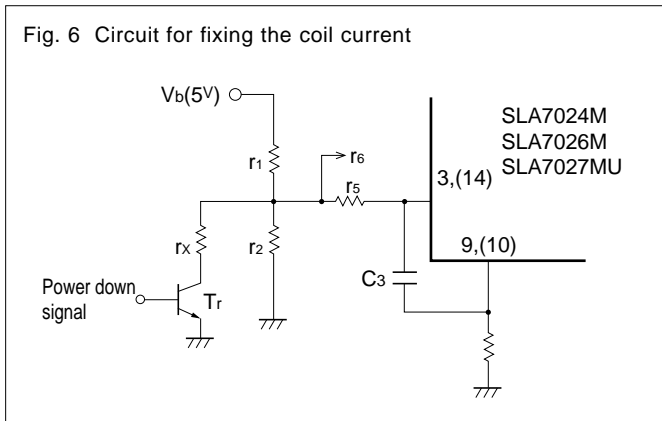 Fig. 6 Circuit for fixing the coil current
Vb(5V)
r1
r6
r5
rX
r2
C3
Tr
Power down
signal
3,(14)
9,(10)
SLA7024M
SLA7026M
SLA7027MU